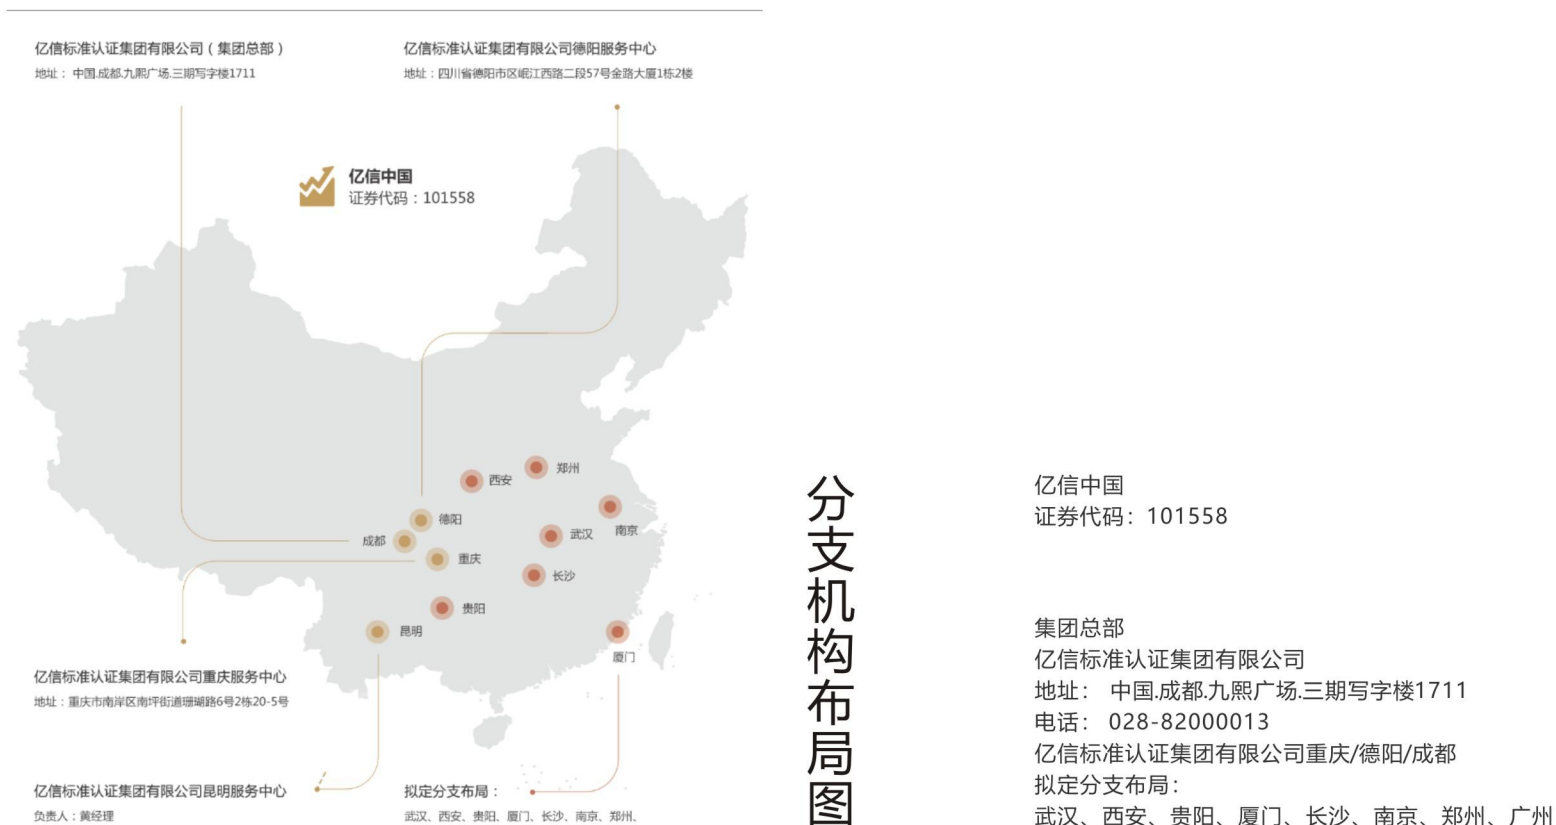 亿信标准认证集团有限公司（集团总部）
地址： 中国.成都.九熙广场.三期写字楼1711
亿信标准认证集团有限公司德阳服务中心
地址：四川省德阳市区岷江西路二段57号金路大厦1栋2楼
亿信中国
证券代码：101558
郑州
西安
德阳
南京
武汉
成都
重庆
长沙
贵阳
昆明
厦门
亿信标准认证集团有限公司重庆服务中心
地址：重庆市南岸区南坪街道珊瑚路6号2栋20-5号
亿信标准认证集团有限公司昆明服务中心
负责人：黄经理
拟定分支布局：
武汉、西安、贵阳、厦门、长沙、南京、郑州、
分支机构布局图
亿信中国
证券代码：101558
集团总部
亿信标准认证集团有限公司
地址： 中国.成都.九熙广场.三期写字楼1711
电话： 028-82000013
亿信标准认证集团有限公司重庆/德阳/成都
拟定分支布局：
武汉、西安、贵阳、厦门、长沙、南京、郑州、广州